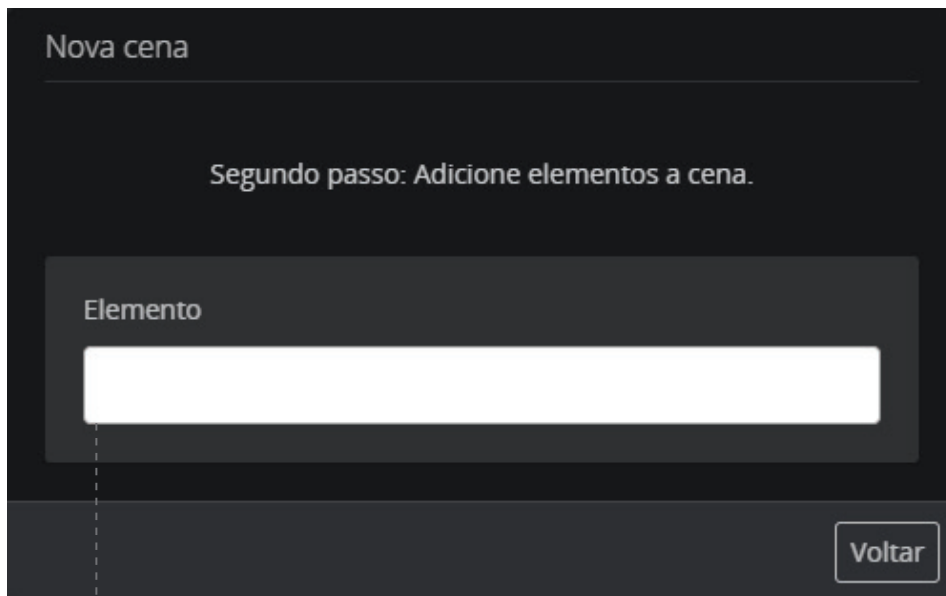 Nova cena
Segundo passo: Adicione elementos a cena.
Elemento
Voltar